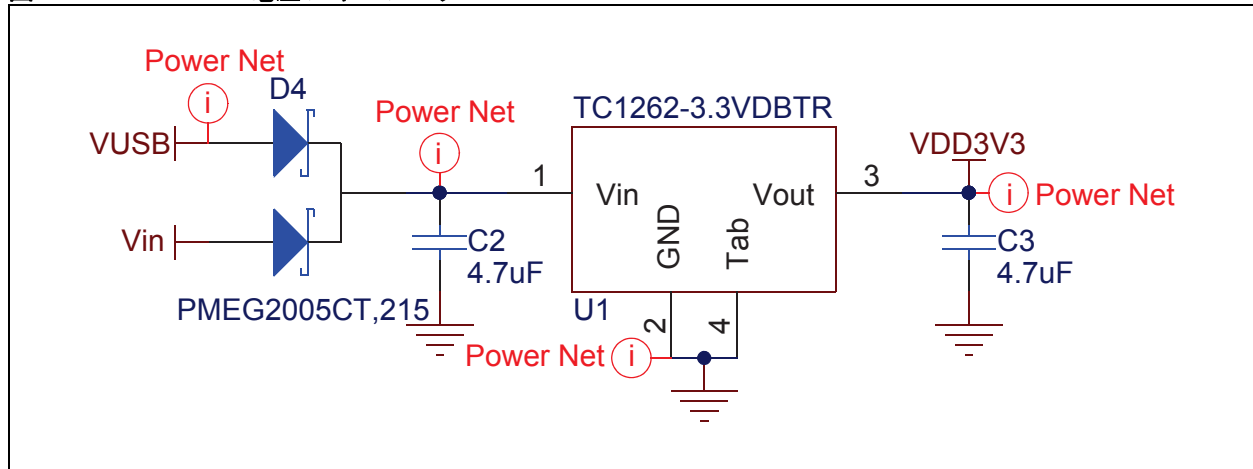 Power Net
D4
VUSB
Power Net
TC1262-3.3VDBTR
VDD3V3
i
i
1
Vin
Vout
3
i
Power Net
Vin
GND
Tab
C2
4.7uF
C3
4.7uF
PMEG2005CT,215
U1
2
4
Power Net
i